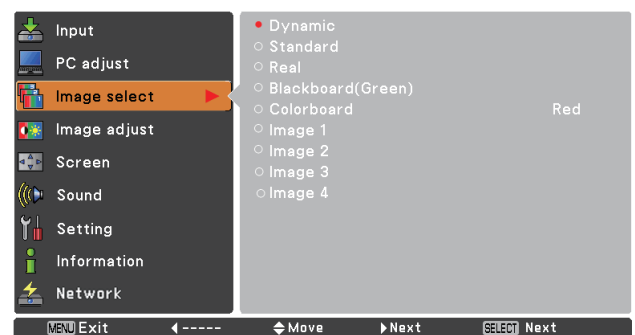 Input
PC adjust
Image select
Image adjust
Screen
Sound
Setting
Information
Network
Dynamic
Standard
Real
Blackboard(Green)
Colorboard Red
Image 1
Image 2
Image 3
Image 4
MENU Exit ----- Move Next SELECT Next